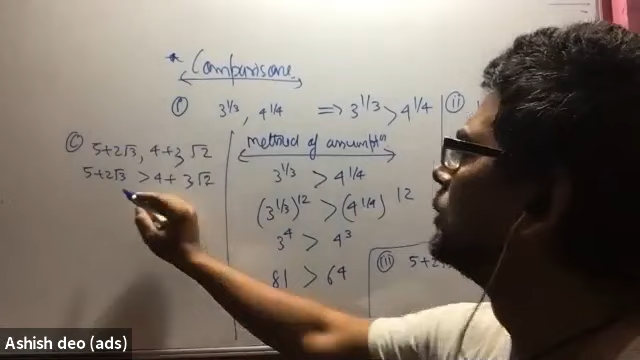 * Comparisone
(i) 3^1/3, 4^1/4 ⇒ 3^1/3 > 4^1/4
(ii)
(c) 5+2√3, 4+3√2
5+2√3 > 4+3√2
method of assumption
3^1/3 > 4^1/4
(3^1/3)^12 > (4^1/4)^12
3^4 > 4^3
81 > 64
(iii) 5+2√
Ashish deo (ads)